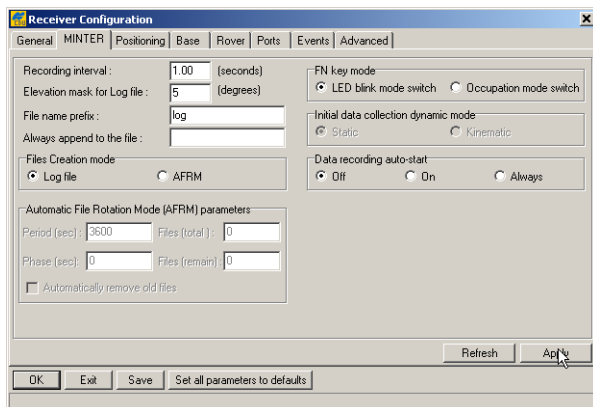 Receiver Configuration
General MINTER Positioning Base Rover Ports Events Advanced
Recording interval : 1.00 (seconds)
Elevation mask for Log file : 5 (degrees)
File name prefix : log
Always append to the file :
Files Creation mode
Log file AFRM
Automatic File Rotation Mode (AFRM) parameters
Period (sec) : 3600 Files (total ) : 0
Phase (sec): 0 Files (remain) : 0
Automatically remove old files
FN key mode
LED blink mode switch Occupation mode switch
Initial data collection dynamic mode
Static Kinematic
Data recording auto-start
Off On Always
Refresh Apply
OK Exit Save Set all parameters to defaults